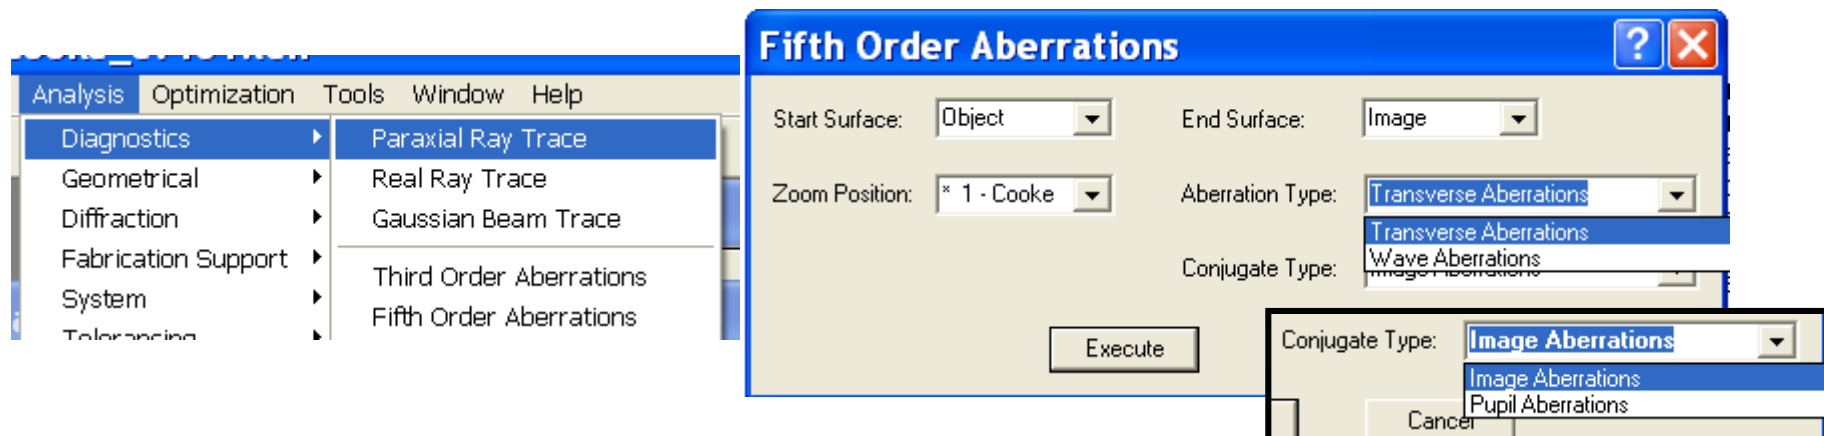 Analysis Optimization Tools Window Help
Diagnostics
Geometrical
Diffraction
Fabrication Support
System
Paraxial Ray Trace
Real Ray Trace
Gaussian Beam Trace
Third Order Aberrations
Fifth Order Aberrations
Fifth Order Aberrations
Start Surface: Object End Surface: Image
Zoom Position: * 1 - Cooke Aberration Type: Transverse Aberrations
Transverse Aberrations
Wave Aberrations
Conjugate Type:
Execute
Conjugate Type: Image Aberrations
Image Aberrations
Pupil Aberrations
Cancel